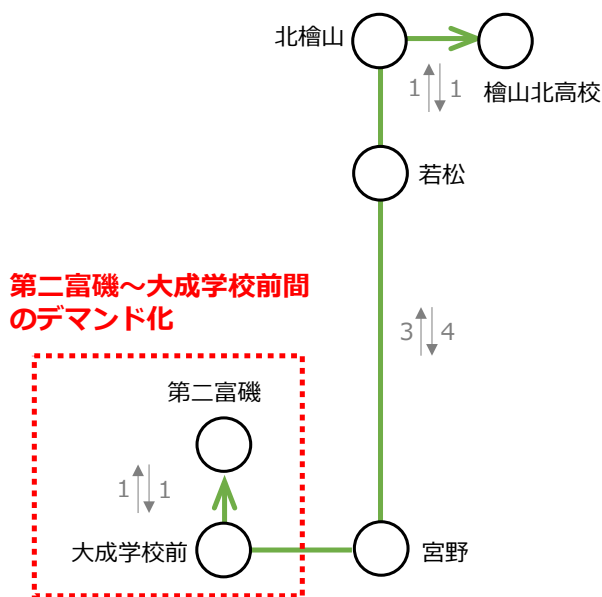 北檜山
1 1
檜山北高校
若松
第二富磯～大成学校前間
のデマンド化
3 4
第二富磯
1 1
大成学校前
宮野